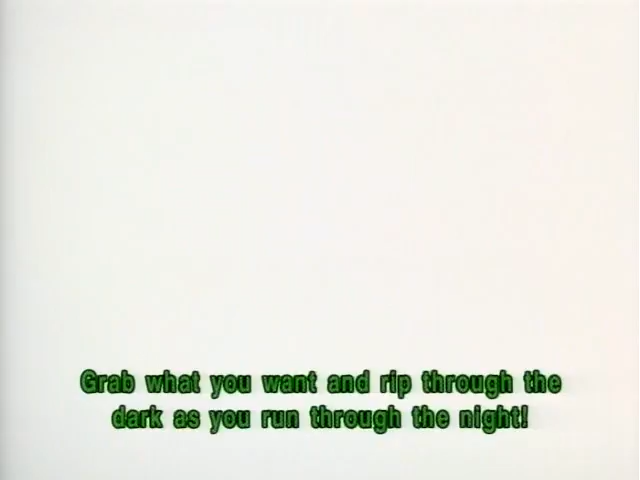 Grab what you want and rip through the
dark as you run through the night!